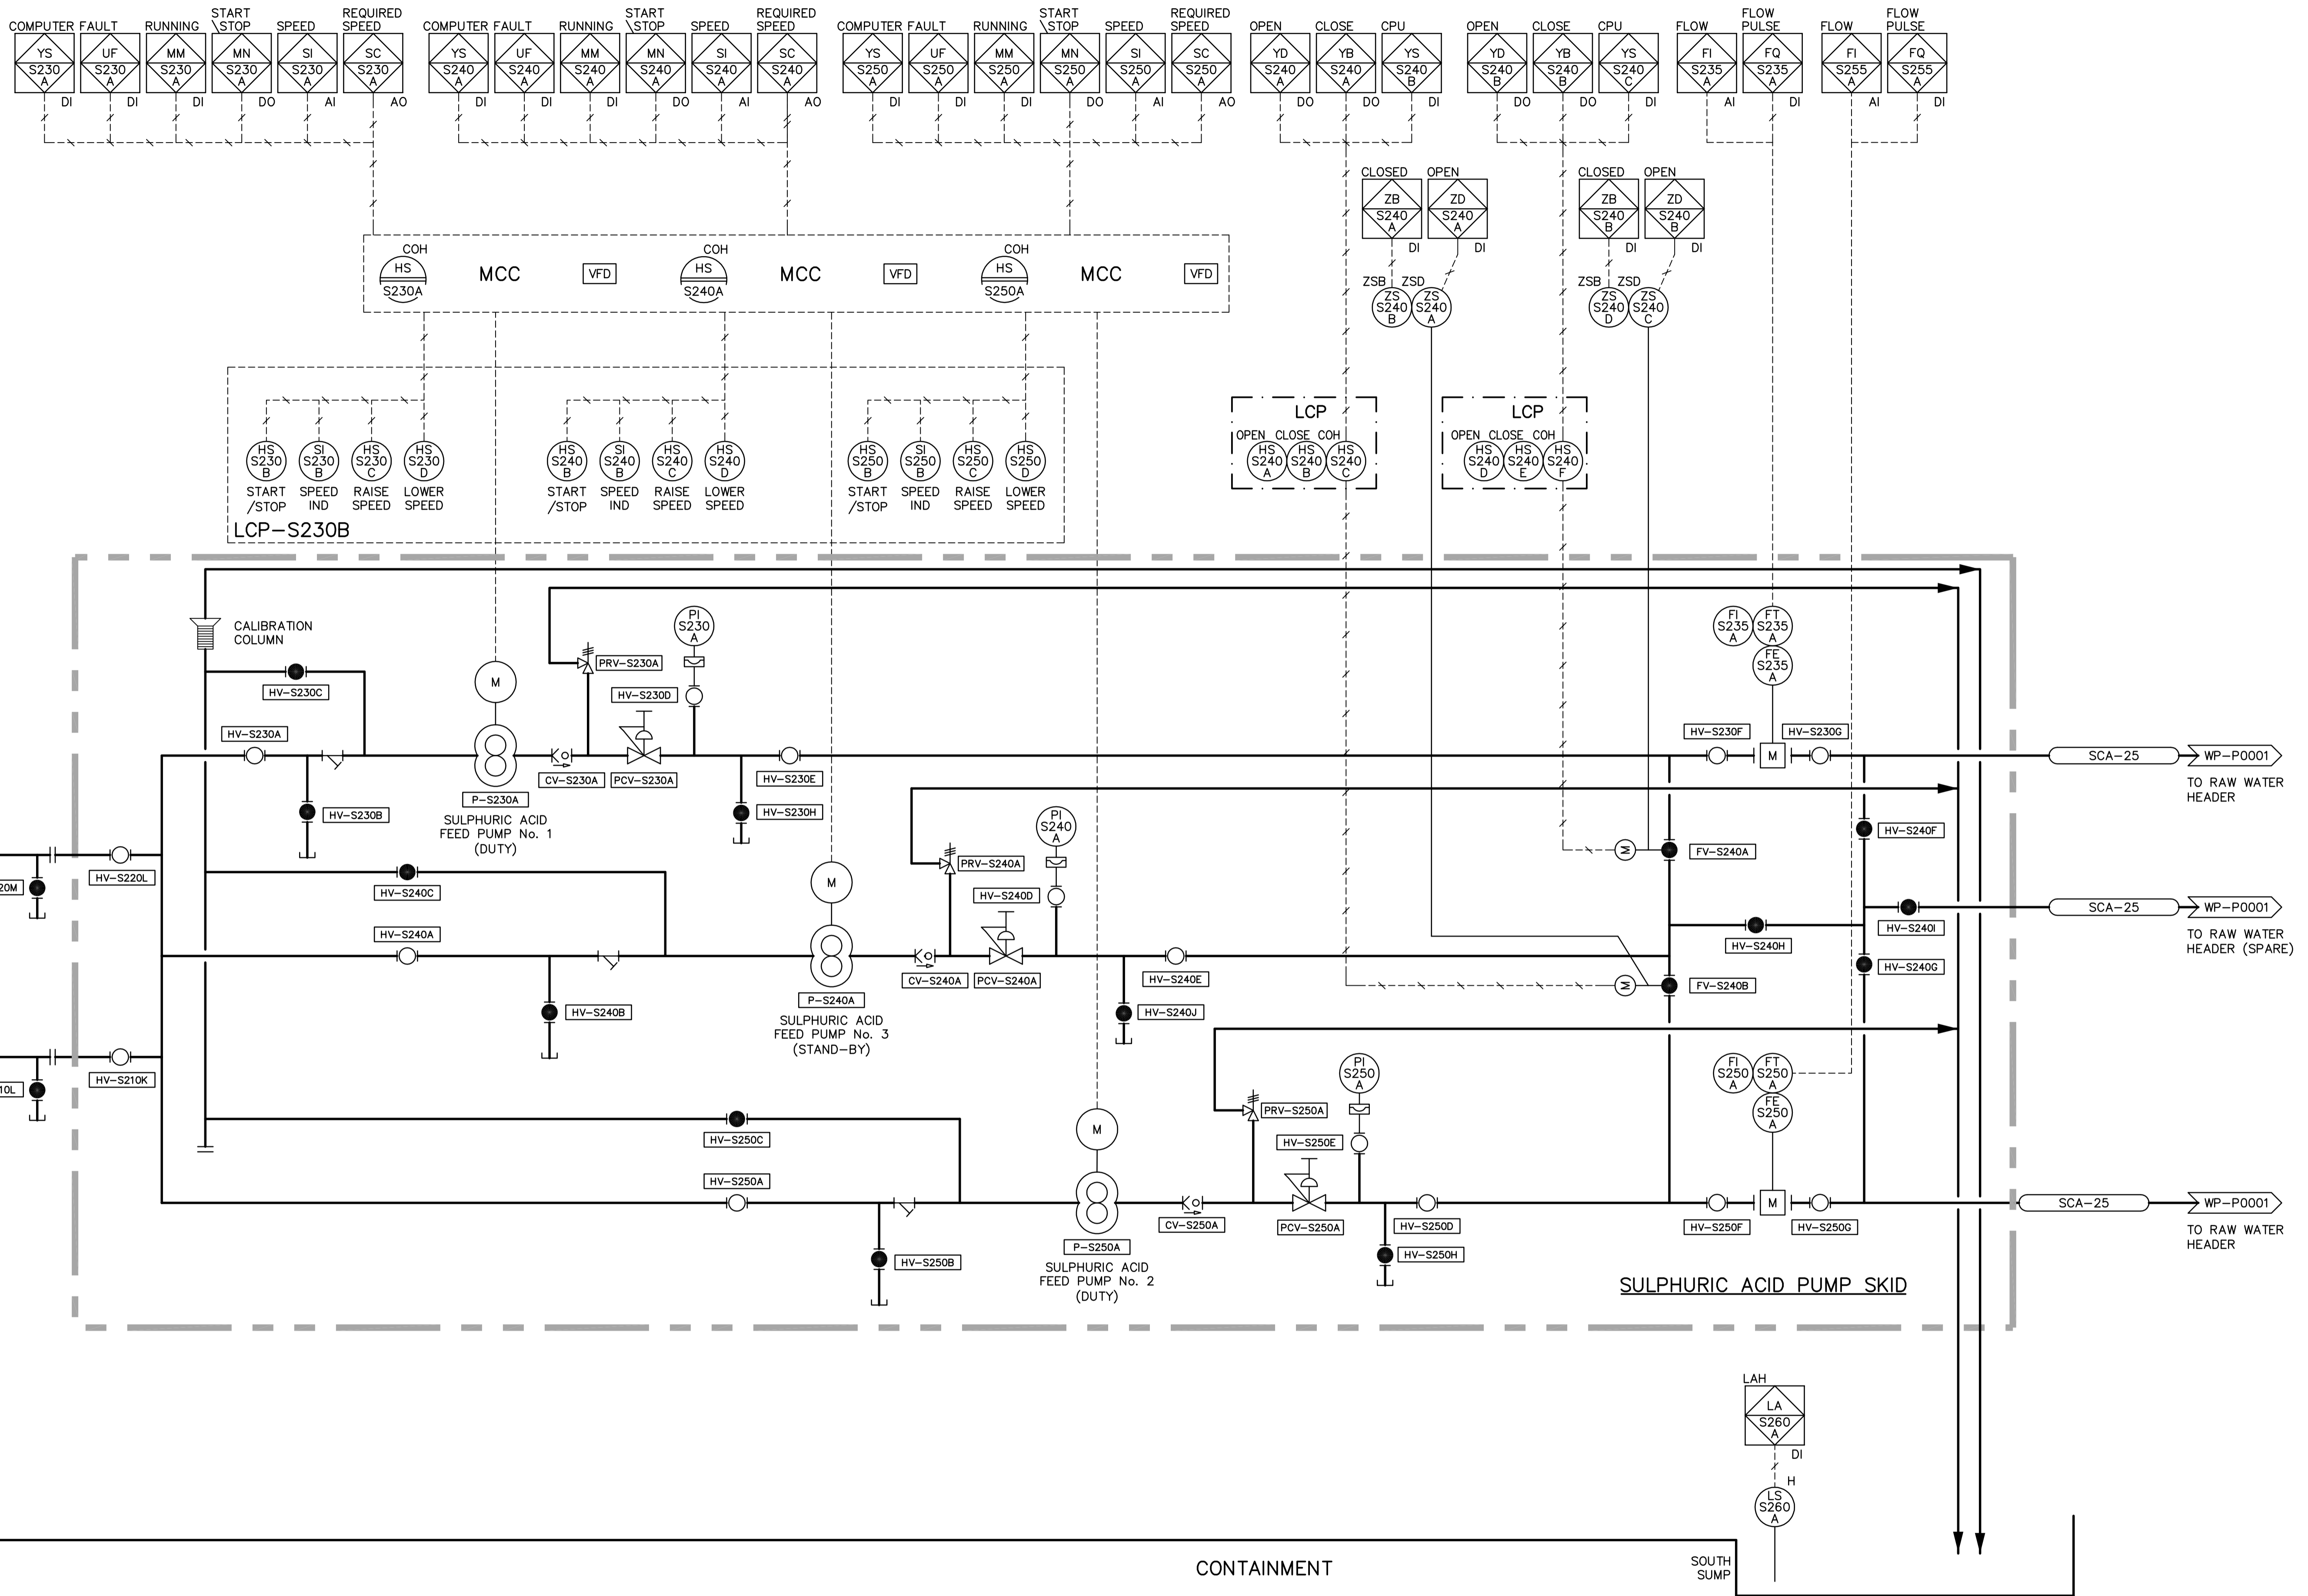 COMPUTER FAULT RUNNING START \STOP SPEED REQUIRED SPEED
YS S230 A DI
UF S230 A DI
MM S230 A DI
MN S230 A DO
SI S230 A AI
SC S230 A AO
COMPUTER FAULT RUNNING START \STOP SPEED REQUIRED SPEED
YS S240 A DI
UF S240 A DI
MM S240 A DI
MN S240 A DO
SI S240 A AI
SC S240 A AO
COMPUTER FAULT RUNNING START \STOP SPEED REQUIRED SPEED
YS S250 A DI
UF S250 A DI
MM S250 A DI
MN S250 A DO
SI S250 A AI
SC S250 A AO
OPEN CLOSE CPU
YD S240 A DO
YB S240 A DO
YS S240 B DI
OPEN CLOSE CPU
YD S240 B DO
YB S240 B DO
YS S240 C DI
FLOW FLOW PULSE
FI S235 A AI
FQ S235 A DI
FLOW FLOW PULSE
FI S255 A AI
FQ S255 A DI
CLOSED OPEN
ZB S240 A DI
ZD S240 A DI
CLOSED OPEN
ZB S240 B DI
ZD S240 B DI
ZSB ZSD
ZS S240 B
ZS S240 A
ZSB ZSD
ZS S240 D
ZS S240 C
COH
HS S230A
MCC
VFD
COH
HS S240A
MCC
VFD
COH
HS S250A
MCC
VFD
HS S230 B
START /STOP
SI S230 B
SPEED IND
HS S230 C
RAISE SPEED
HS S230 D
LOWER SPEED
HS S240 B
START /STOP
SI S240 B
SPEED IND
HS S240 C
RAISE SPEED
HS S240 D
LOWER SPEED
HS S250 B
START /STOP
SI S250 B
SPEED IND
HS S250 C
RAISE SPEED
HS S250 D
LOWER SPEED
LCP-S230B
LCP
OPEN CLOSE COH
HS S240 A
HS S240 B
HS S240 C
LCP
OPEN CLOSE COH
HS S240 D
HS S240 E
HS S240 F
CALIBRATION
COLUMN
HV-S230C
HV-S230A
HV-S230B
M
P-S230A
SULPHURIC ACID
FEED PUMP No. 1
(DUTY)
CV-S230A
PRV-S230A
HV-S230D
PCV-S230A
PI S230 A
HV-S230E
HV-S230H
FI S235 A
FT S235 A
FE S235 A
HV-S230F
M
HV-S230G
SCA-25
WP-P0001
TO RAW WATER
HEADER
20M
HV-S220L
HV-S240C
HV-S240A
HV-S240B
M
P-S240A
SULPHURIC ACID
FEED PUMP No. 3
(STAND-BY)
CV-S240A
PRV-S240A
HV-S240D
PCV-S240A
PI S240 A
HV-S240E
HV-S240J
M
FV-S240A
M
FV-S240B
HV-S240H
HV-S240F
HV-S240I
HV-S240G
SCA-25
WP-P0001
TO RAW WATER
HEADER (SPARE)
10L
HV-S210K
HV-S250C
HV-S250A
HV-S250B
M
P-S250A
SULPHURIC ACID
FEED PUMP No. 2
(DUTY)
CV-S250A
PRV-S250A
HV-S250E
PCV-S250A
PI S250 A
HV-S250D
HV-S250H
FI S250 A
FT S250 A
FE S250 A
HV-S250F
M
HV-S250G
SCA-25
WP-P0001
TO RAW WATER
HEADER
SULPHURIC ACID PUMP SKID
LAH
LA S260 A
DI
H
LS S260 A
CONTAINMENT
SOUTH
SUMP